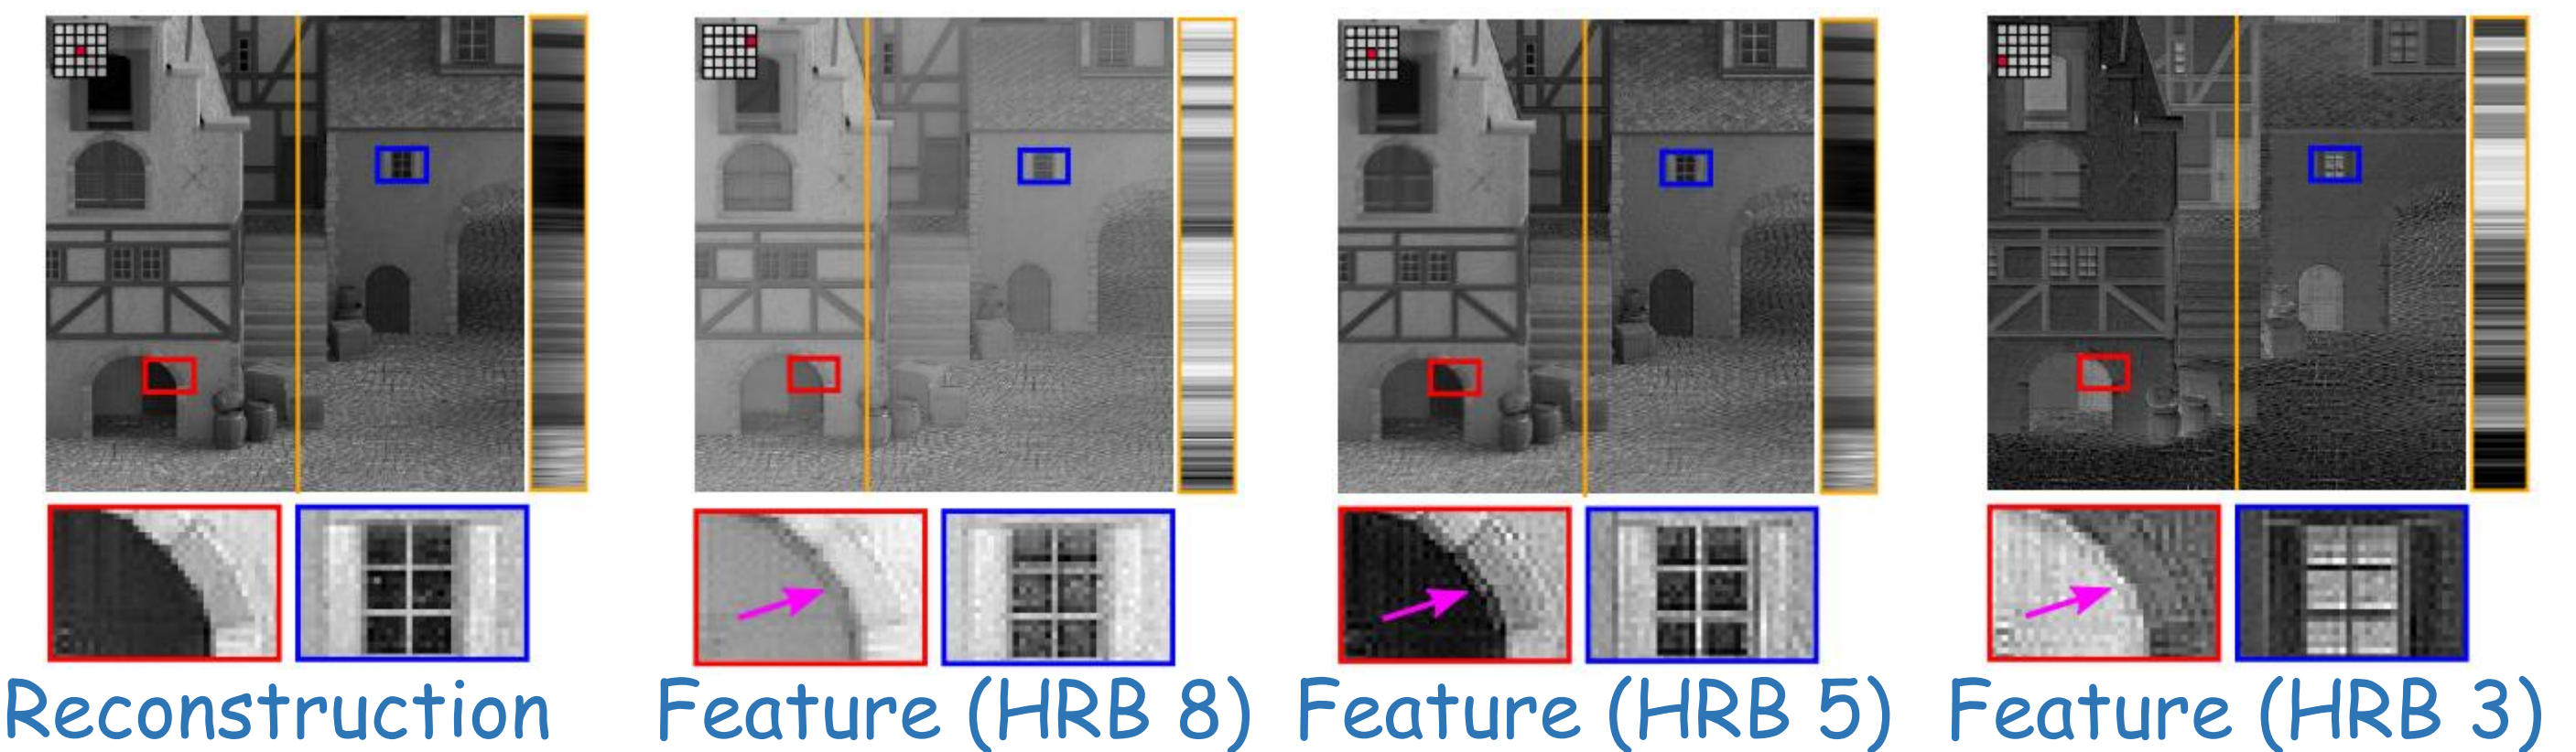 Reconstruction
Feature (HRB 8)
Feature (HRB 5)
Feature (HRB 3)